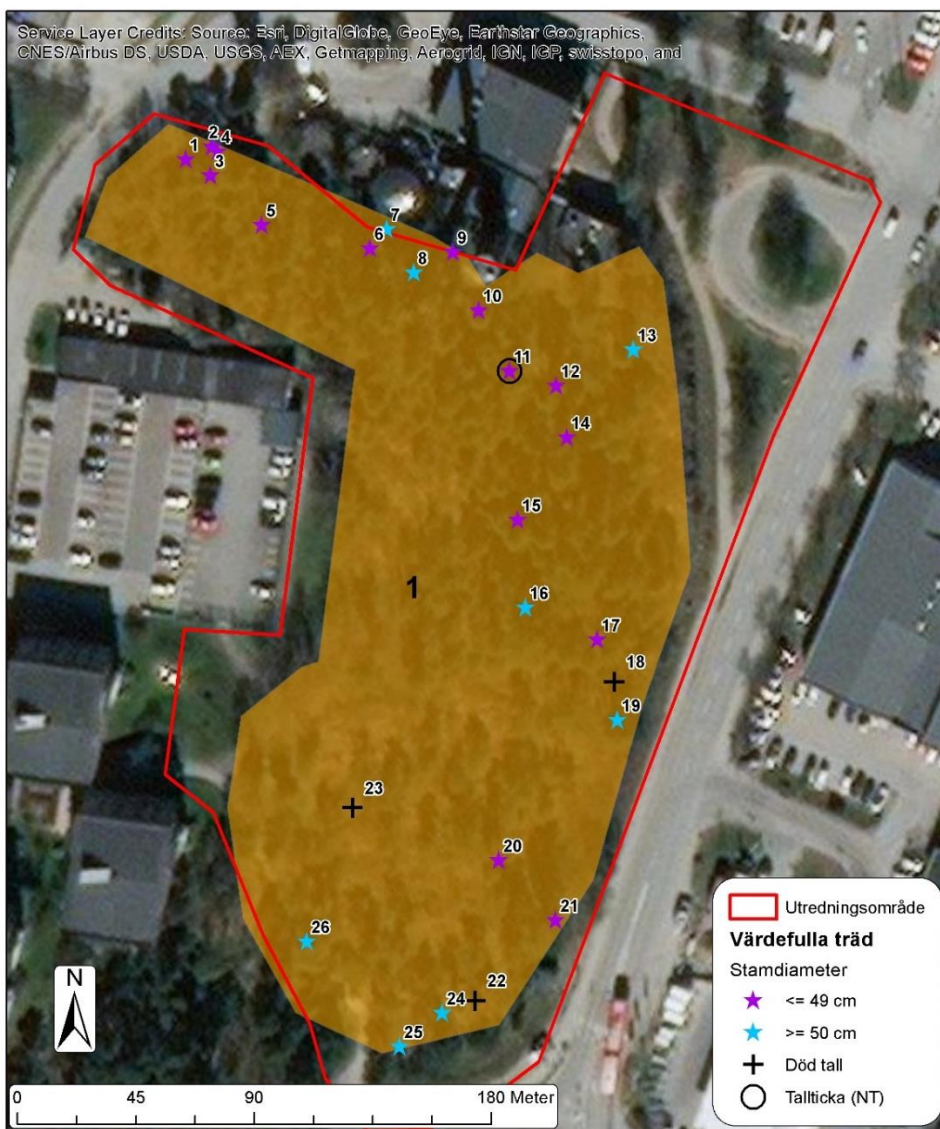 Service Layer Credits: Source: Esri, DigitalGlobe, GeoEye, Earthstar Geographics,
CNES/Airbus DS, USDA, USGS, AEX, Getmapping, Aerogrid, IGN, IGP, swisstopo, and
2
4
1
3
5
7
6
9
8
10
13
11
12
14
15
1
16
17
18
19
23
20
21
26
22
24
25
N
0 45 90 180 Meter
Utredningsområde
Värdefulla träd
Stamdiameter
<= 49 cm
>= 50 cm
Död tall
Tallticka (NT)